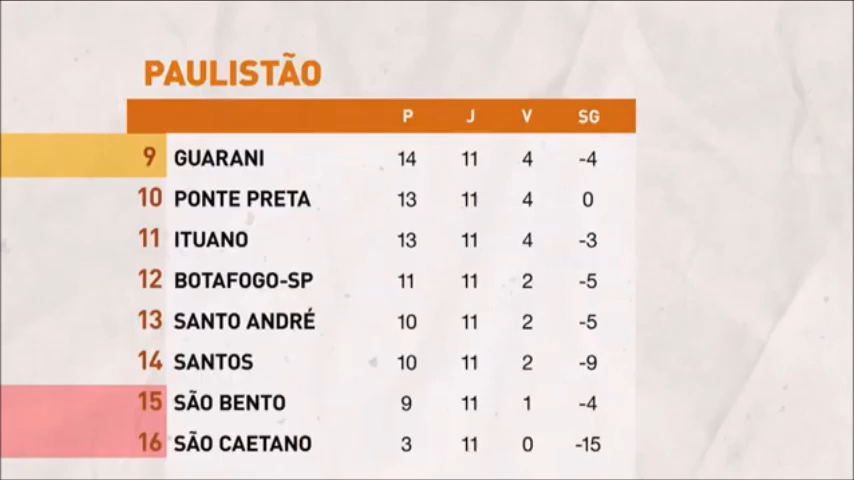 PAULISTÃO
P J V SG
9 GUARANI 14 11 4 -4
10 PONTE PRETA 13 11 4 0
11 ITUANO 13 11 4 -3
12 BOTAFOGO-SP 11 11 2 -5
13 SANTO ANDRÉ 10 11 2 -5
14 SANTOS 10 11 2 -9
15 SÃO BENTO 9 11 1 -4
16 SÃO CAETANO 3 11 0 -15